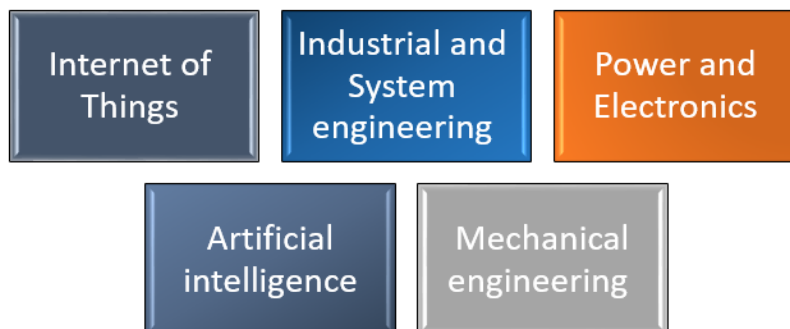 Internet of
Things
Industrial and
System
engineering
Power and
Electronics
Artificial
intelligence
Mechanical
engineering